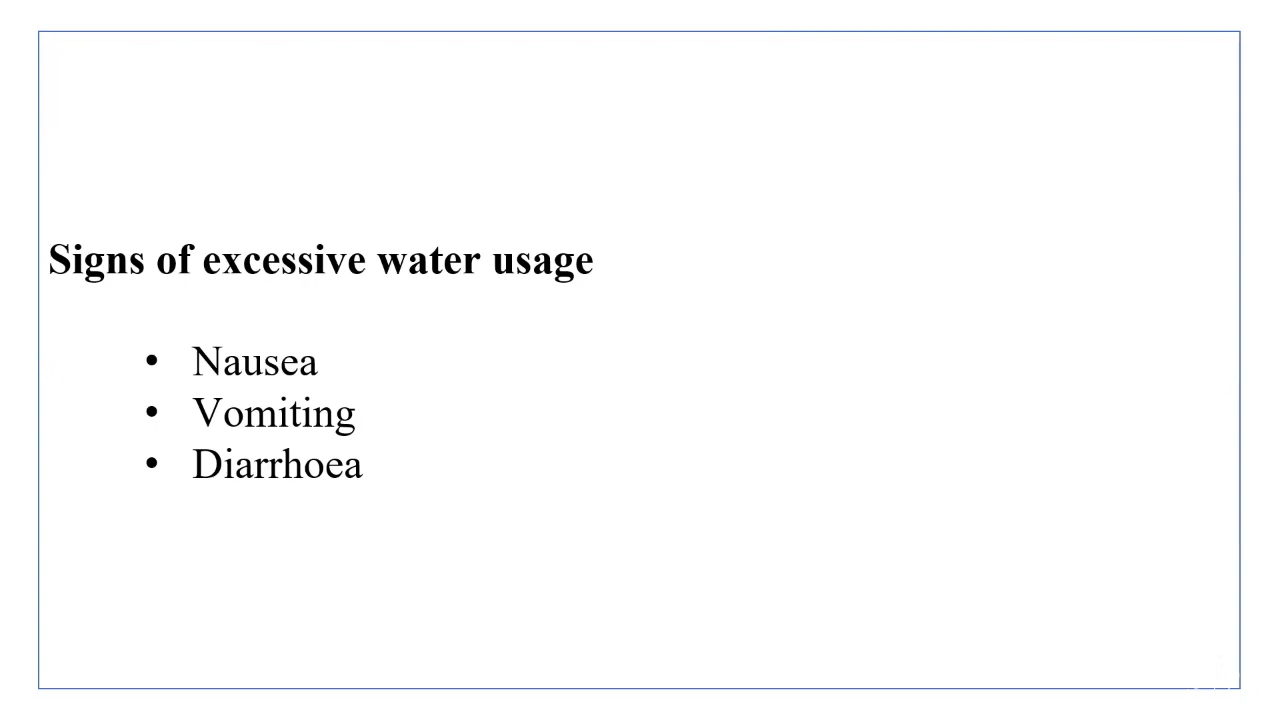 Signs of excessive water usage
• Nausea
• Vomiting
• Diarrhoea